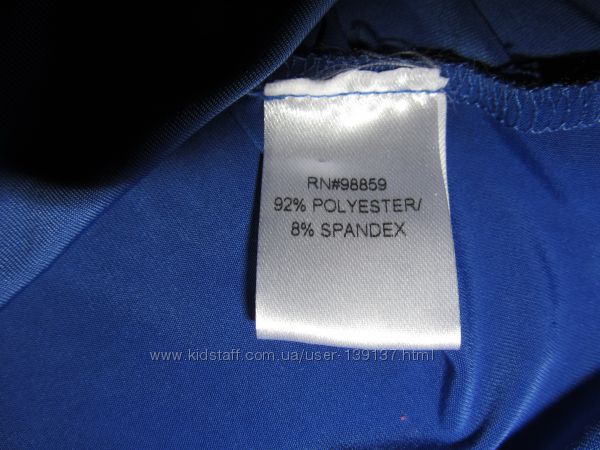 RN#98859
92% POLYESTER/
8% SPANDEX
www.kidstaff.com.ua/user-139137.html